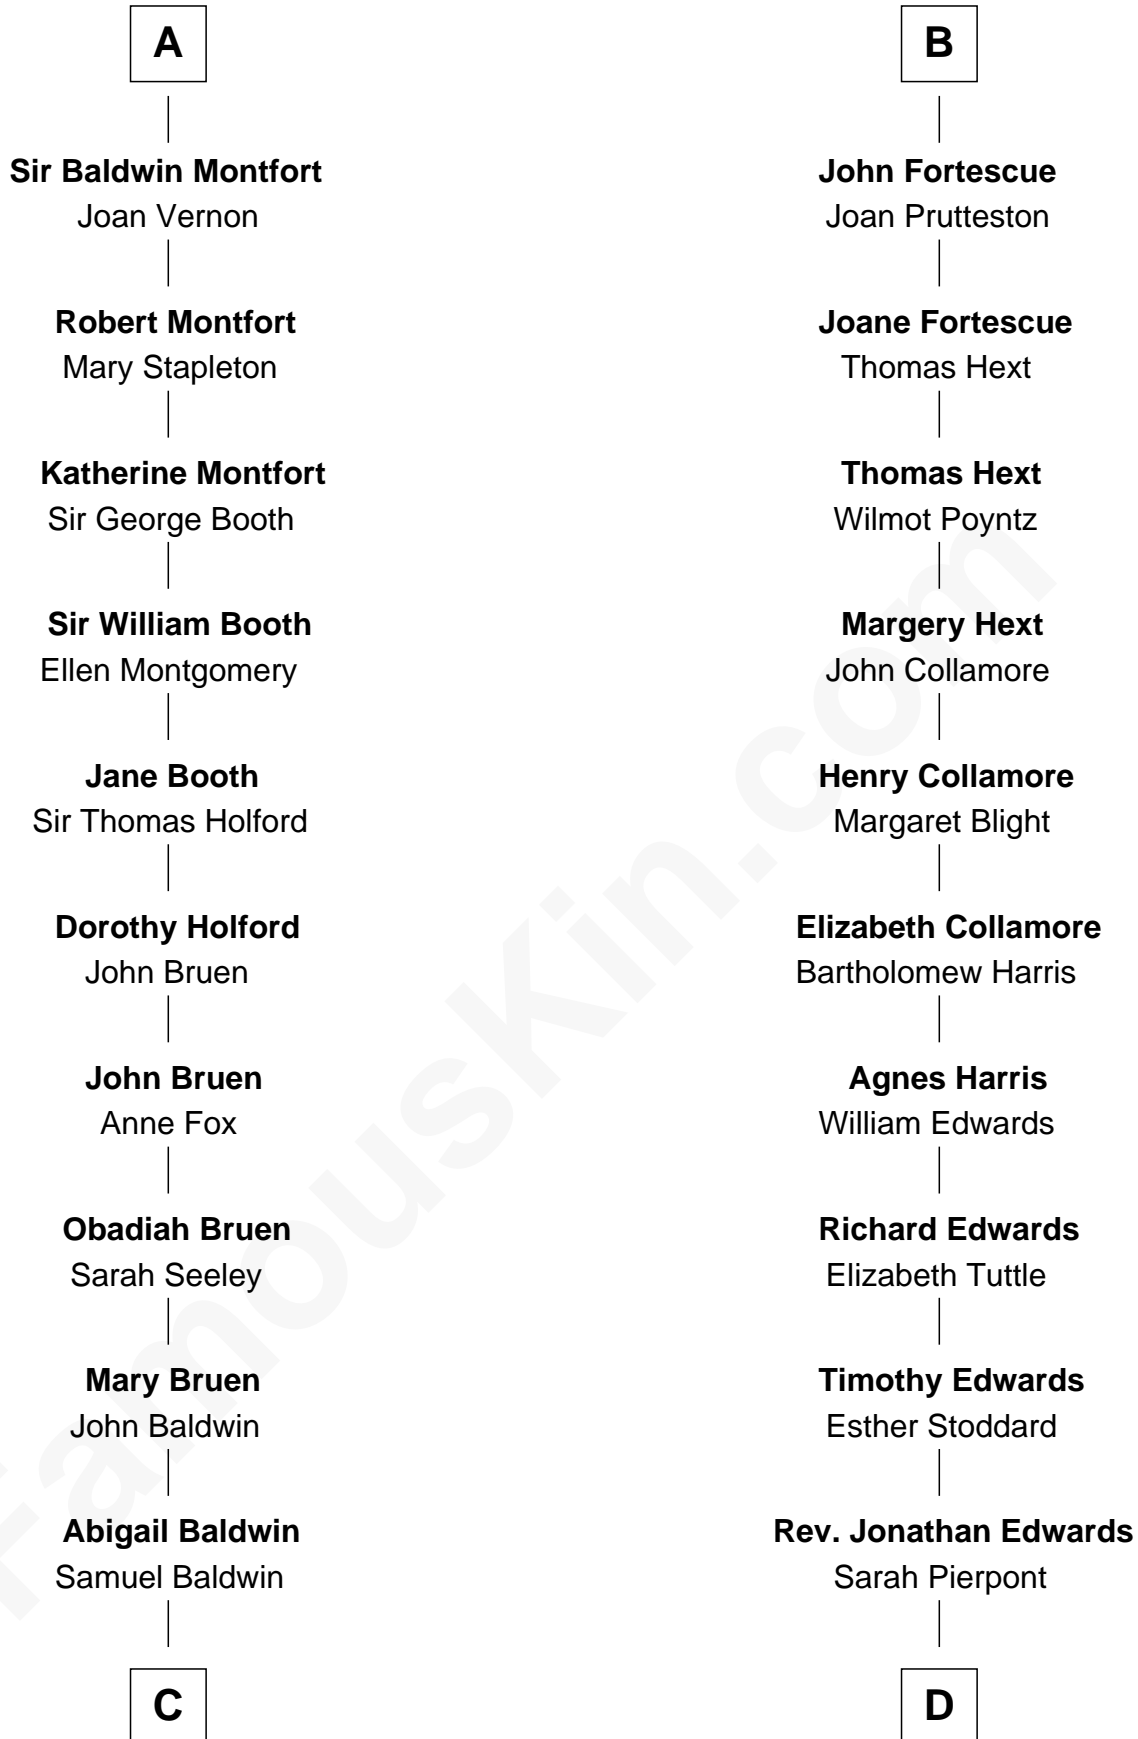 A
Sir Baldwin Montfort
Joan Vernon
Robert Montfort
Mary Stapleton
Katherine Montfort
Sir George Booth
Sir William Booth
Ellen Montgomery
Jane Booth
Sir Thomas Holford
Dorothy Holford
John Bruen
John Bruen
Anne Fox
Obadiah Bruen
Sarah Seeley
Mary Bruen
John Baldwin
Abigail Baldwin
Samuel Baldwin
C
B
John Fortescue
Joan Prutteston
Joane Fortescue
Thomas Hext
Thomas Hext
Wilmot Poyntz
Margery Hext
John Collamore
Henry Collamore
Margaret Blight
Elizabeth Collamore
Bartholomew Harris
Agnes Harris
William Edwards
Richard Edwards
Elizabeth Tuttle
Timothy Edwards
Esther Stoddard
Rev. Jonathan Edwards
Sarah Pierpont
D
FamousKin.com